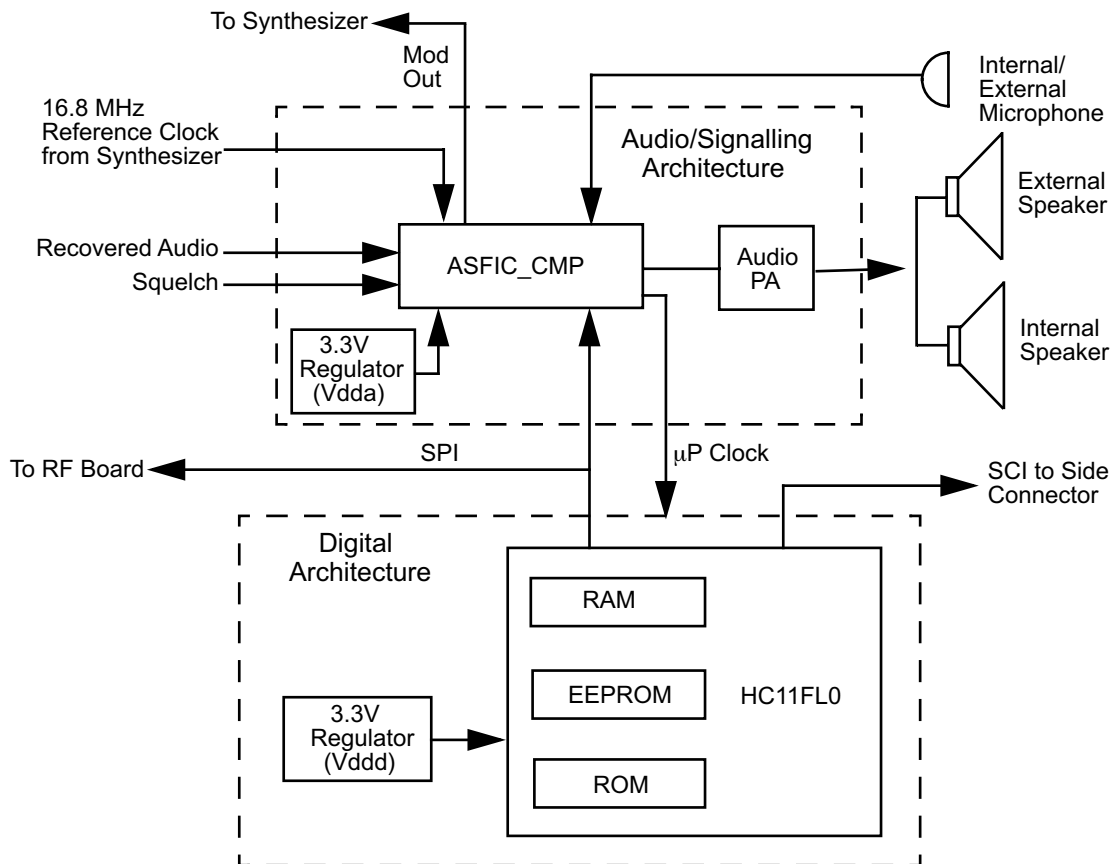 To Synthesizer
Mod
Out
Internal/
External
Microphone
16.8 MHz
Reference Clock
from Synthesizer
Audio/Signalling
Architecture
External
Speaker
Recovered Audio
Squelch
ASFIC_CMP
Audio
PA
3.3V
Regulator
(Vdda)
Internal
Speaker
To RF Board
SPI
μP Clock
SCI to Side
Connector
Digital
Architecture
RAM
EEPROM
HC11FL0
3.3V
Regulator
(Vddd)
ROM